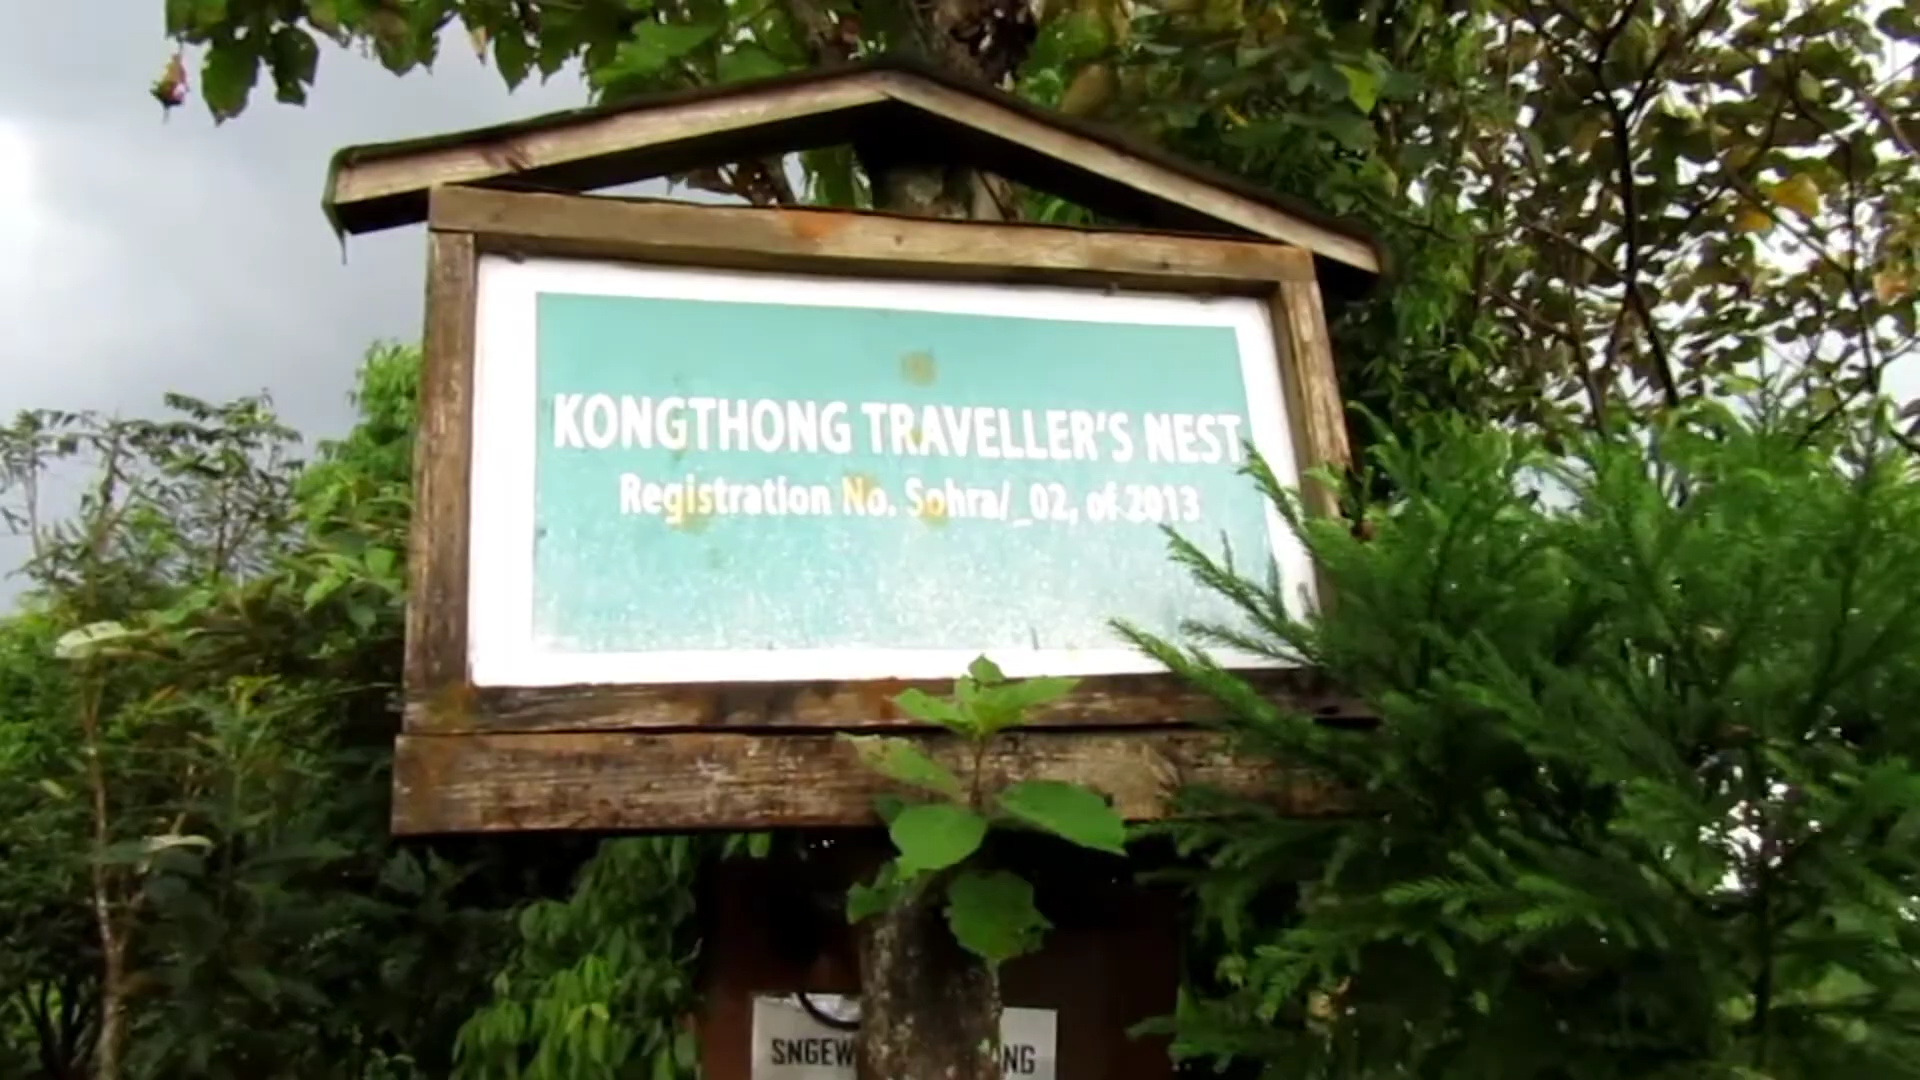 KONGTHONG TRAVELLER'S NEST
Registration No. Sohra/_02, of 2013